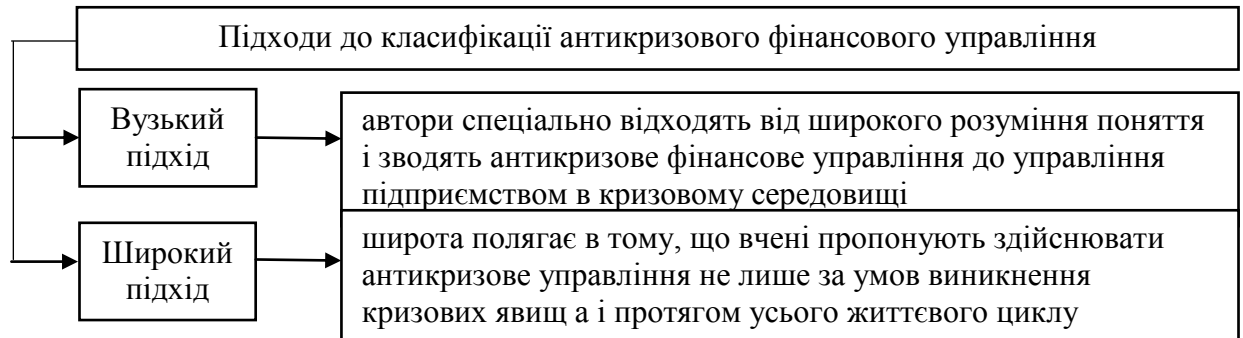 Підходи до класифікації антикризового фінансового управління
Вузький
підхід
автори спеціально відходять від широкого розуміння поняття
і зводять антикризове фінансове управління до управління
підприємством в кризовому середовищі
Широкий
підхід
широта полягає в тому, що вчені пропонують здійснювати
антикризове управління не лише за умов виникнення
кризових явищ а і протягом усього життєвого циклу